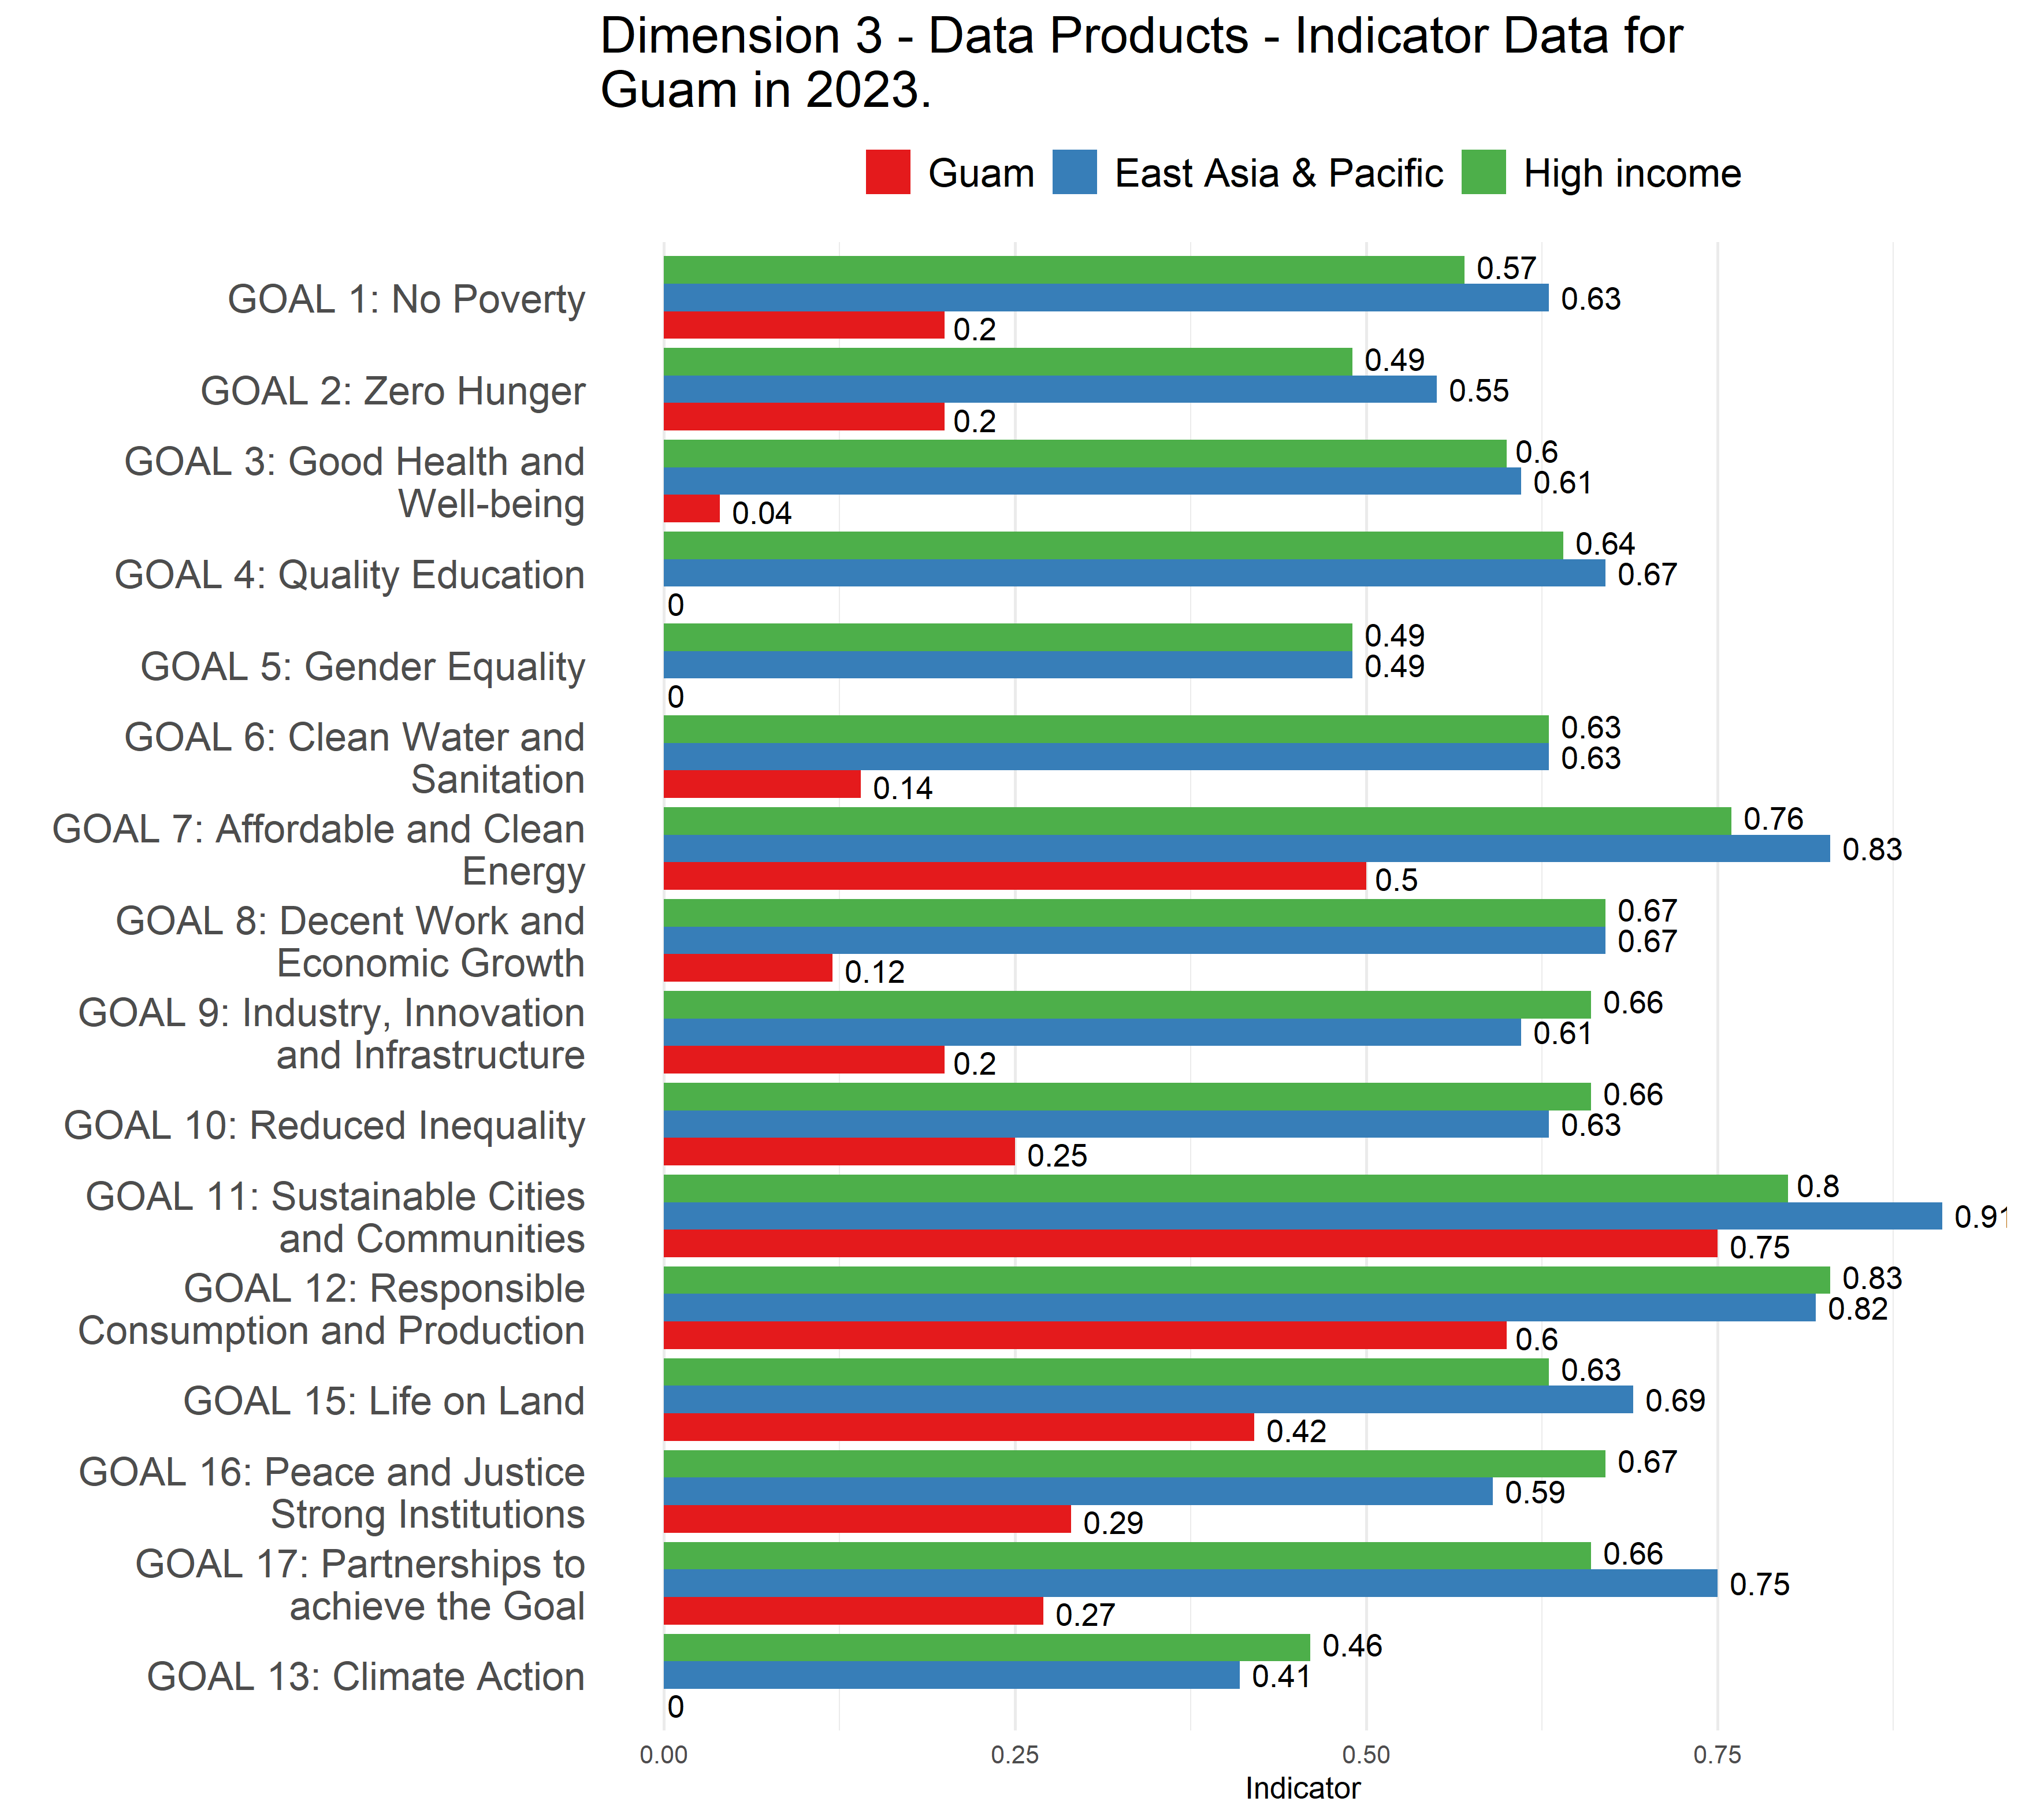 Dimension 3 - Data Products - Indicator Data for
Guam in 2023.
Guam East Asia & Pacific High income
GOAL 1: No Poverty
0.57
0.63
0.2
GOAL 2: Zero Hunger
0.49
0.55
0.2
GOAL 3: Good Health and
Well-being
0.6
0.61
0.04
GOAL 4: Quality Education
0.64
0.67
0
GOAL 5: Gender Equality
0.49
0.49
0
GOAL 6: Clean Water and
Sanitation
0.63
0.63
0.14
GOAL 7: Affordable and Clean
Energy
0.76
0.83
0.5
GOAL 8: Decent Work and
Economic Growth
0.67
0.67
0.12
GOAL 9: Industry, Innovation
and Infrastructure
0.66
0.61
0.2
GOAL 10: Reduced Inequality
0.66
0.63
0.25
GOAL 11: Sustainable Cities
and Communities
0.8
0.91
0.75
GOAL 12: Responsible
Consumption and Production
0.83
0.82
0.6
GOAL 15: Life on Land
0.63
0.69
0.42
GOAL 16: Peace and Justice
Strong Institutions
0.67
0.59
0.29
GOAL 17: Partnerships to
achieve the Goal
0.66
0.75
0.27
GOAL 13: Climate Action
0.46
0.41
0
0.00 0.25 0.50 0.75
Indicator